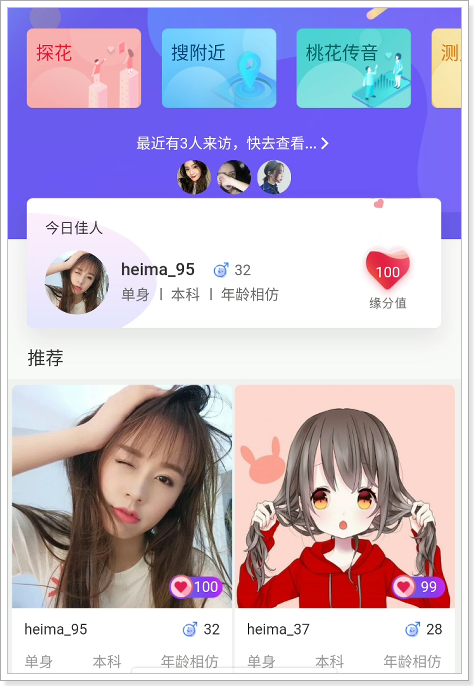 探花 搜附近 桃花传音 测
最近有3人来访，快去查看...
今日佳人
heima_95 32
单身 | 本科 | 年龄相仿
100
缘分值
推荐
100 99
heima_95 32 heima_37 28
单身 本科 年龄相仿 单身 本科 年龄相仿